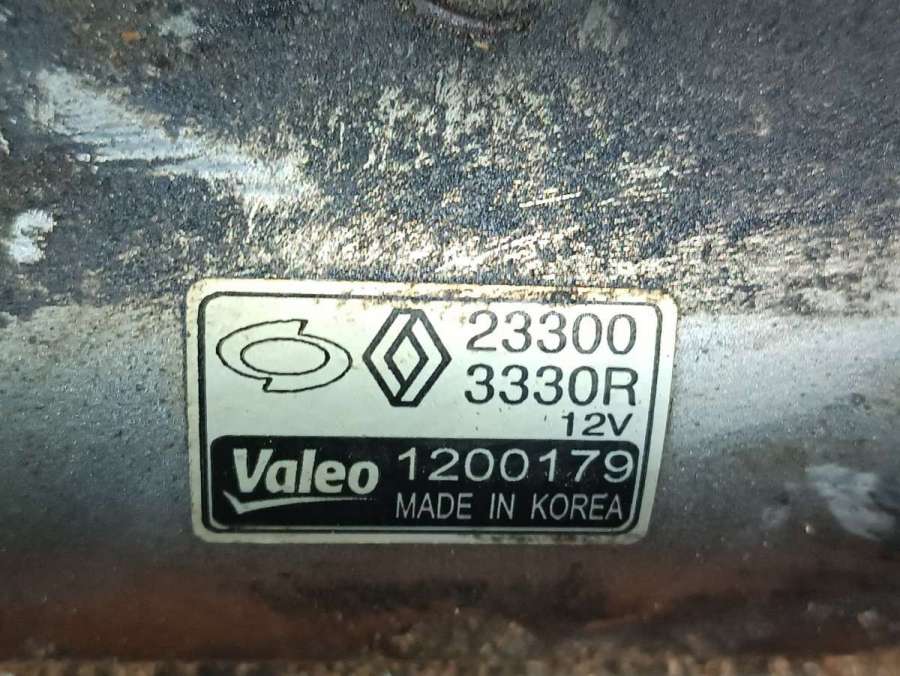 23300
3330R
12V
Valeo 1200179
MADE IN KOREA